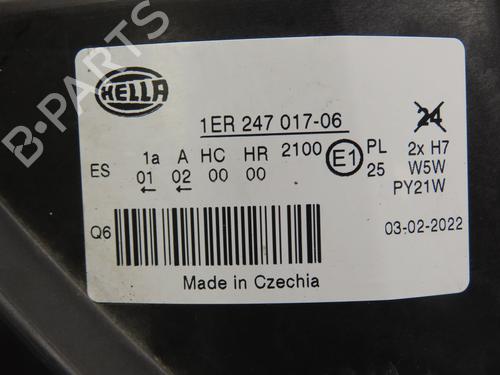 B-PARTS
HELLA
1ER 247 017-06
24
ES 1a A HC HR 2100 E1 PL 2x H7
01 02 00 00 25 W5W
← ← PY21W
Q6 03-02-2022
Made in Czechia